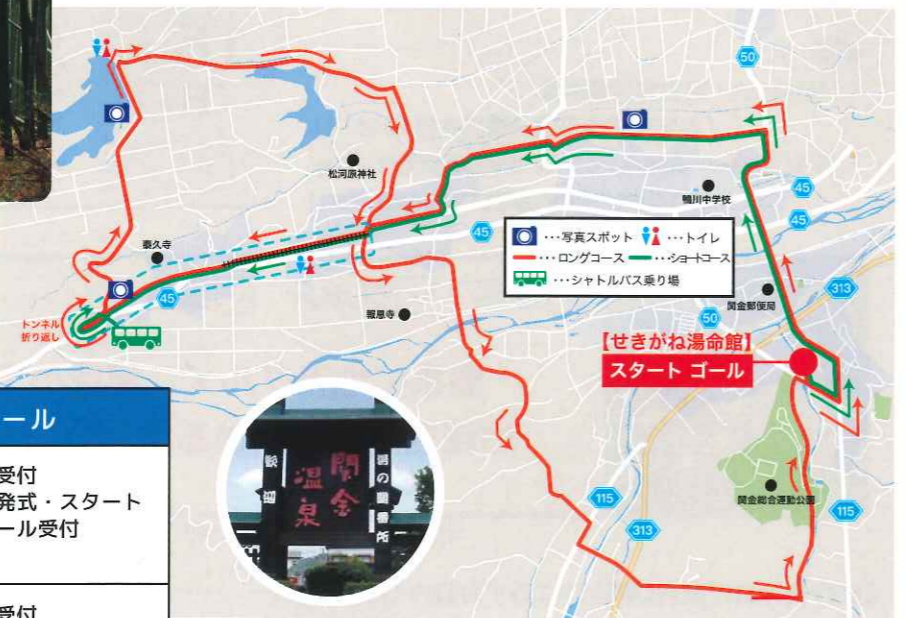 50
松河原神社
鴨川中学校
45
45
45
…写真スポット …トイレ
…ロングコース …ショートコース
…シャトルバス乗り場
泰久寺
45
関金郵便局
313
報恩寺
50
トンネル
折り返し
【せきがね湯命館】
スタート ゴール
ール
受付
発式・スタート
ール受付
受付
歓迎
関金
温泉
関金総合運動公園
115
115
313